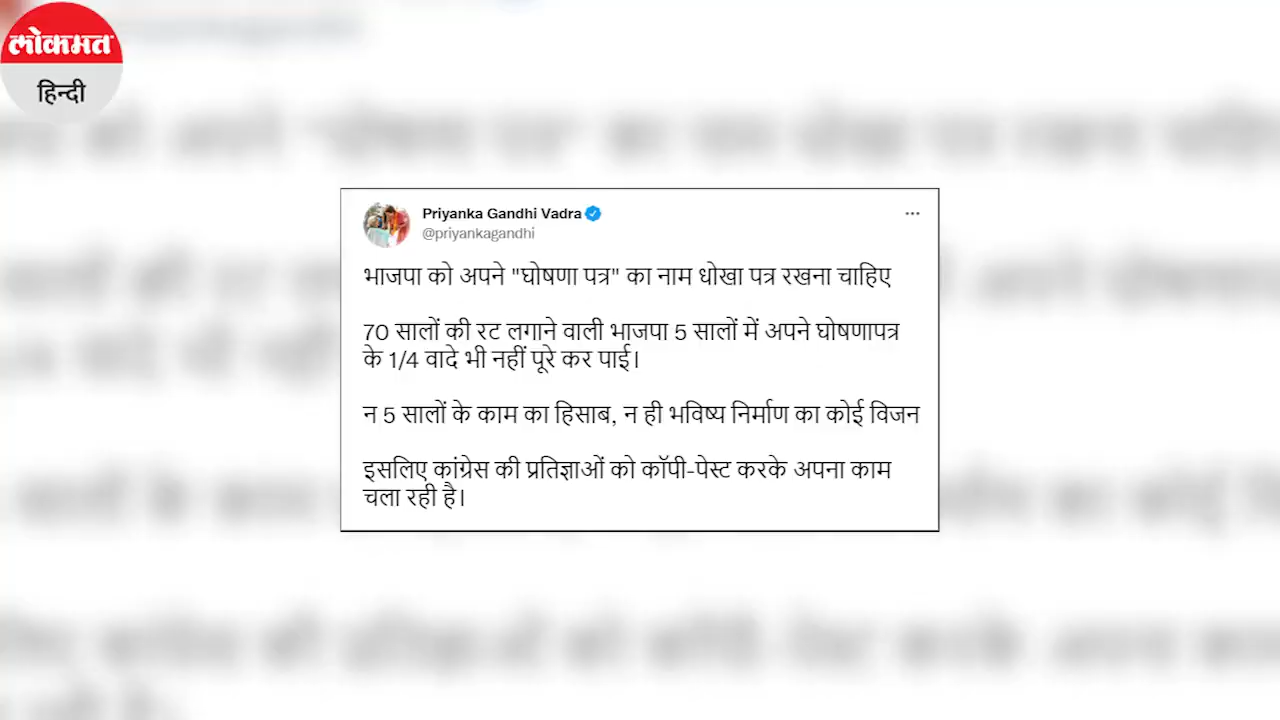 लोकमत
हिन्दी
Priyanka Gandhi Vadra
@priyankagandhi
भाजपा को अपने "घोषणा पत्र" का नाम धोखा पत्र रखना चाहिए
70 सालों की रट लगाने वाली भाजपा 5 सालों में अपने घोषणापत्र
के 1/4 वादे भी नहीं पूरे कर पाई।
न 5 सालों के काम का हिसाब, न ही भविष्य निर्माण का कोई विजन
इसलिए कांग्रेस की प्रतिज्ञाओं को कॉपी-पेस्ट करके अपना काम
चला रही है।